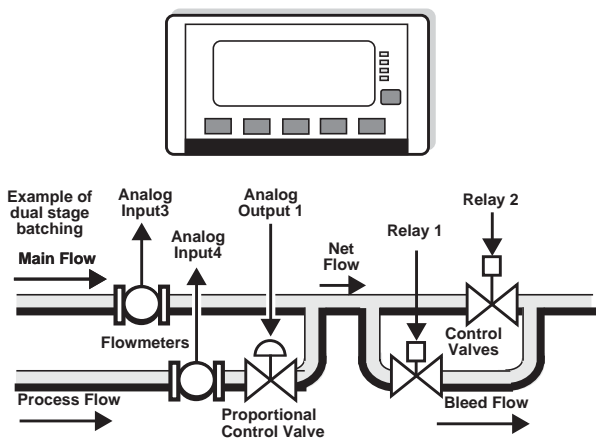 Example of
dual stage
batching
Analog
Input3
Analog
Output 1
Relay 2
Analog
Input4
Relay 1
Net
Flow
Main Flow
Flowmeters
Control
Valves
Process Flow
Proportional
Control Valve
Bleed Flow